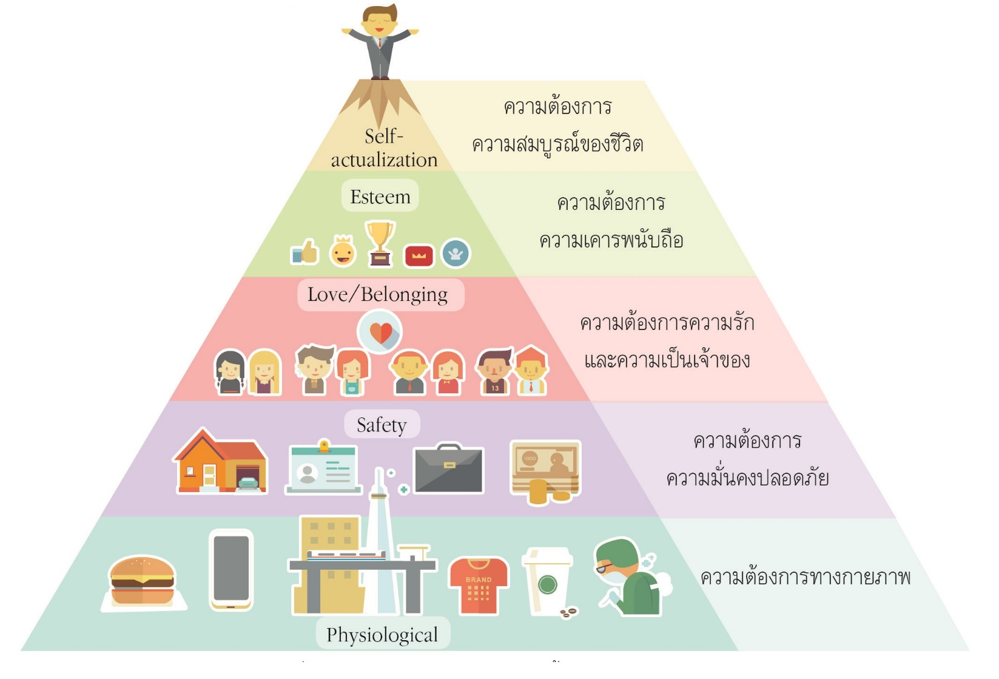 Self-
actualization
ความต้องการ
ความสมบูรณ์ของชีวิต
Esteem
ความต้องการ
ความเคารพนับถือ
Love/Belonging
ความต้องการความรัก
และความเป็นเจ้าของ
13
Safety
1000
ความต้องการ
ความมั่นคงปลอดภัย
BRAND
ความต้องการทางกายภาพ
Physiological